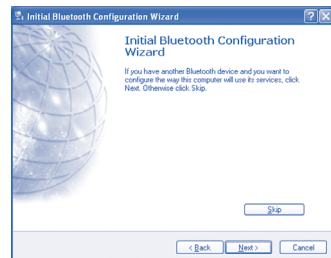 Initial Bluetooth Configuration Wizard
Initial Bluetooth Configuration
Wizard
If you have another Bluetooth device and you want to
configure the way this computer will use its services, click
Next. Otherwise click Skip.
Skip
< Back Next > Cancel